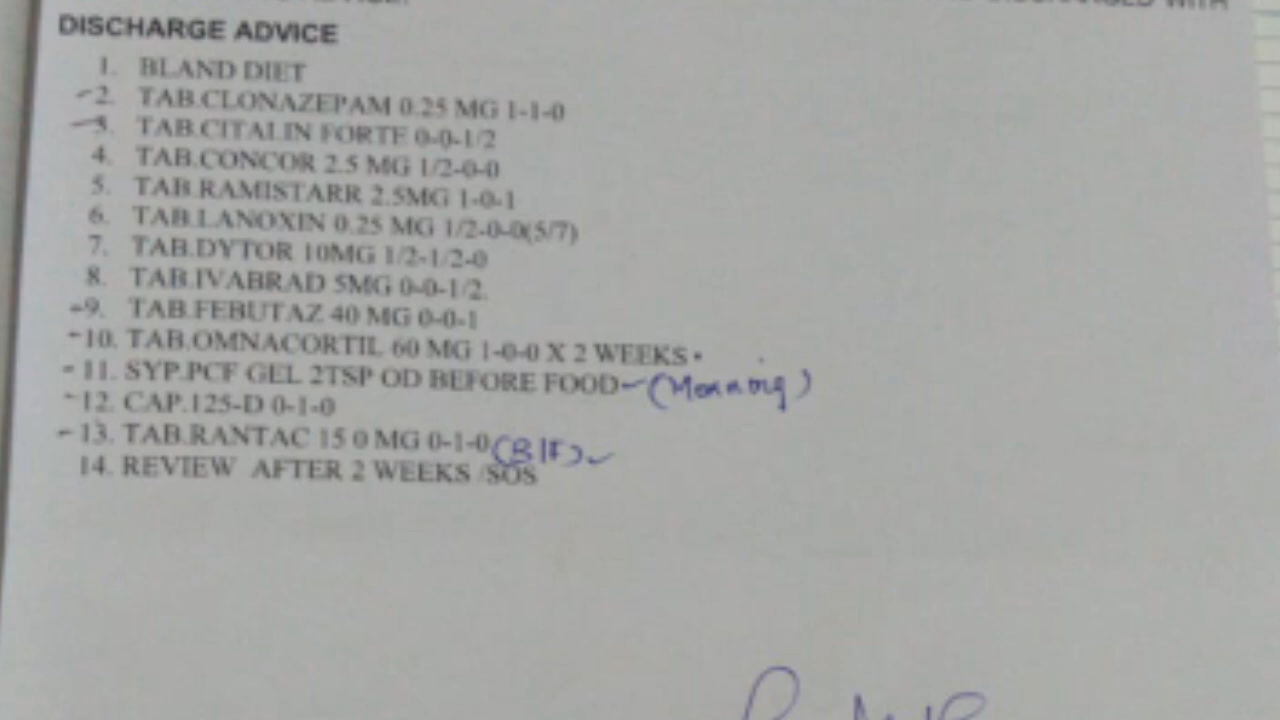 DISCHARGE ADVICE
1. BLAND DIET
-2. TAB.CLONAZEPAM 0.25 MG 1-1-0
-3. TAB.CITALIN FORTE 0-0-1/2
4. TAB.CONCOR 2.5 MG 1/2-0-0
5. TAB.RAMISTARR 2.5MG 1-0-1
6. TAB.LANOXIN 0.25 MG 1/2-0-0(5/7)
7. TAB.DYTOR 10MG 1/2-1/2-0
8. TAB.IVABRAD 5MG 0-0-1/2.
-9. TAB.FEBUTAZ 40 MG 0-0-1
-10. TAB.OMNACORTIL 60 MG 1-0-0 X 2 WEEKS
-11. SYP.PCF GEL 2TSP OD BEFORE FOOD - (Morning)
-12. CAP.125-D 0-1-0
-13. TAB.RANTAC 15 0 MG 0-1-0 (B/F)
14. REVIEW AFTER 2 WEEKS /SOS